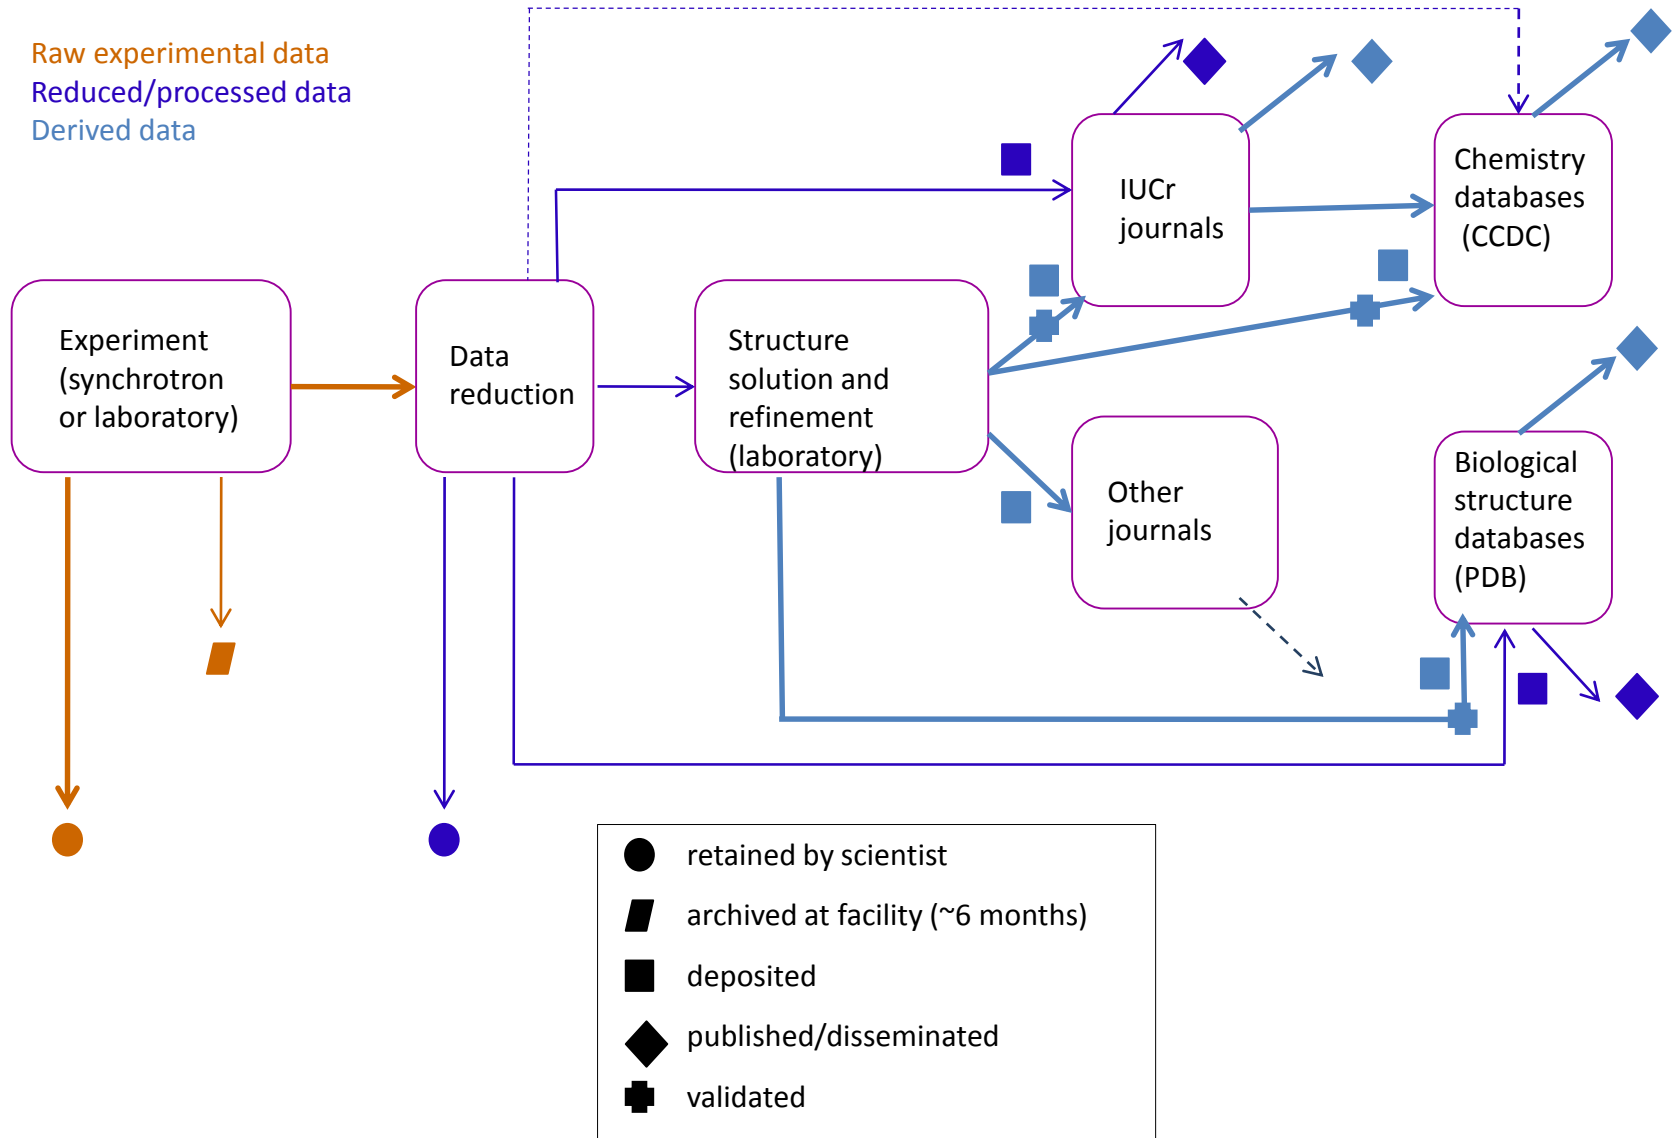 Raw experimental data
Reduced/processed data
Derived data
IUCr
journals
Chemistry
databases
(CCDC)
Experiment
(synchrotron
or laboratory)
Data
reduction
Structure
solution and
refinement
(laboratory)
Other
journals
Biological
structure
databases
(PDB)
retained by scientist
archived at facility (~6 months)
deposited
published/disseminated
validated